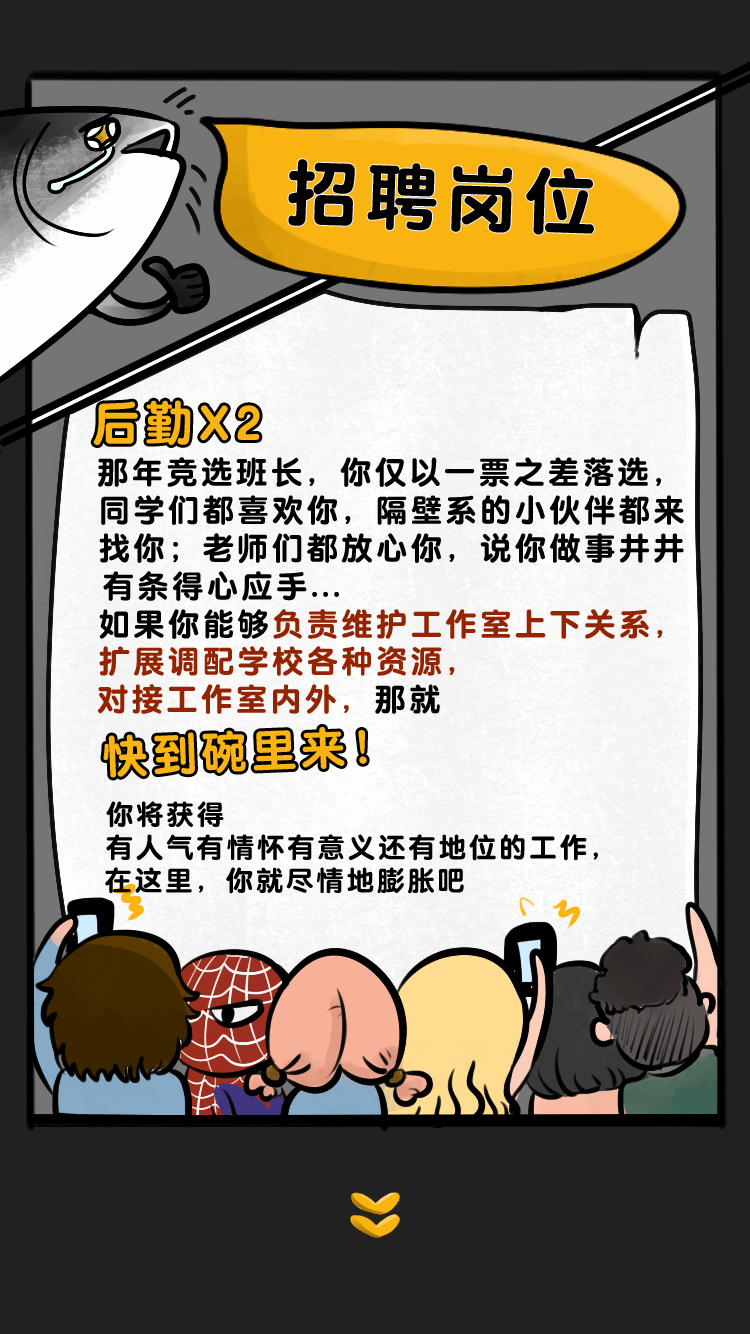 招聘岗位
后勤X2
那年竞选班长，你仅以一票之差落选，
同学们都喜欢你，隔壁系的小伙伴都来
找你；老师们都放心你，说你做事井井
有条得心应手...
如果你能够负责维护工作室上下关系，
扩展调配学校各种资源，
对接工作室内外，那就
快到碗里来！
你将获得
有人气有情怀有意义还有地位的工作，
在这里，你就尽情地膨胀吧